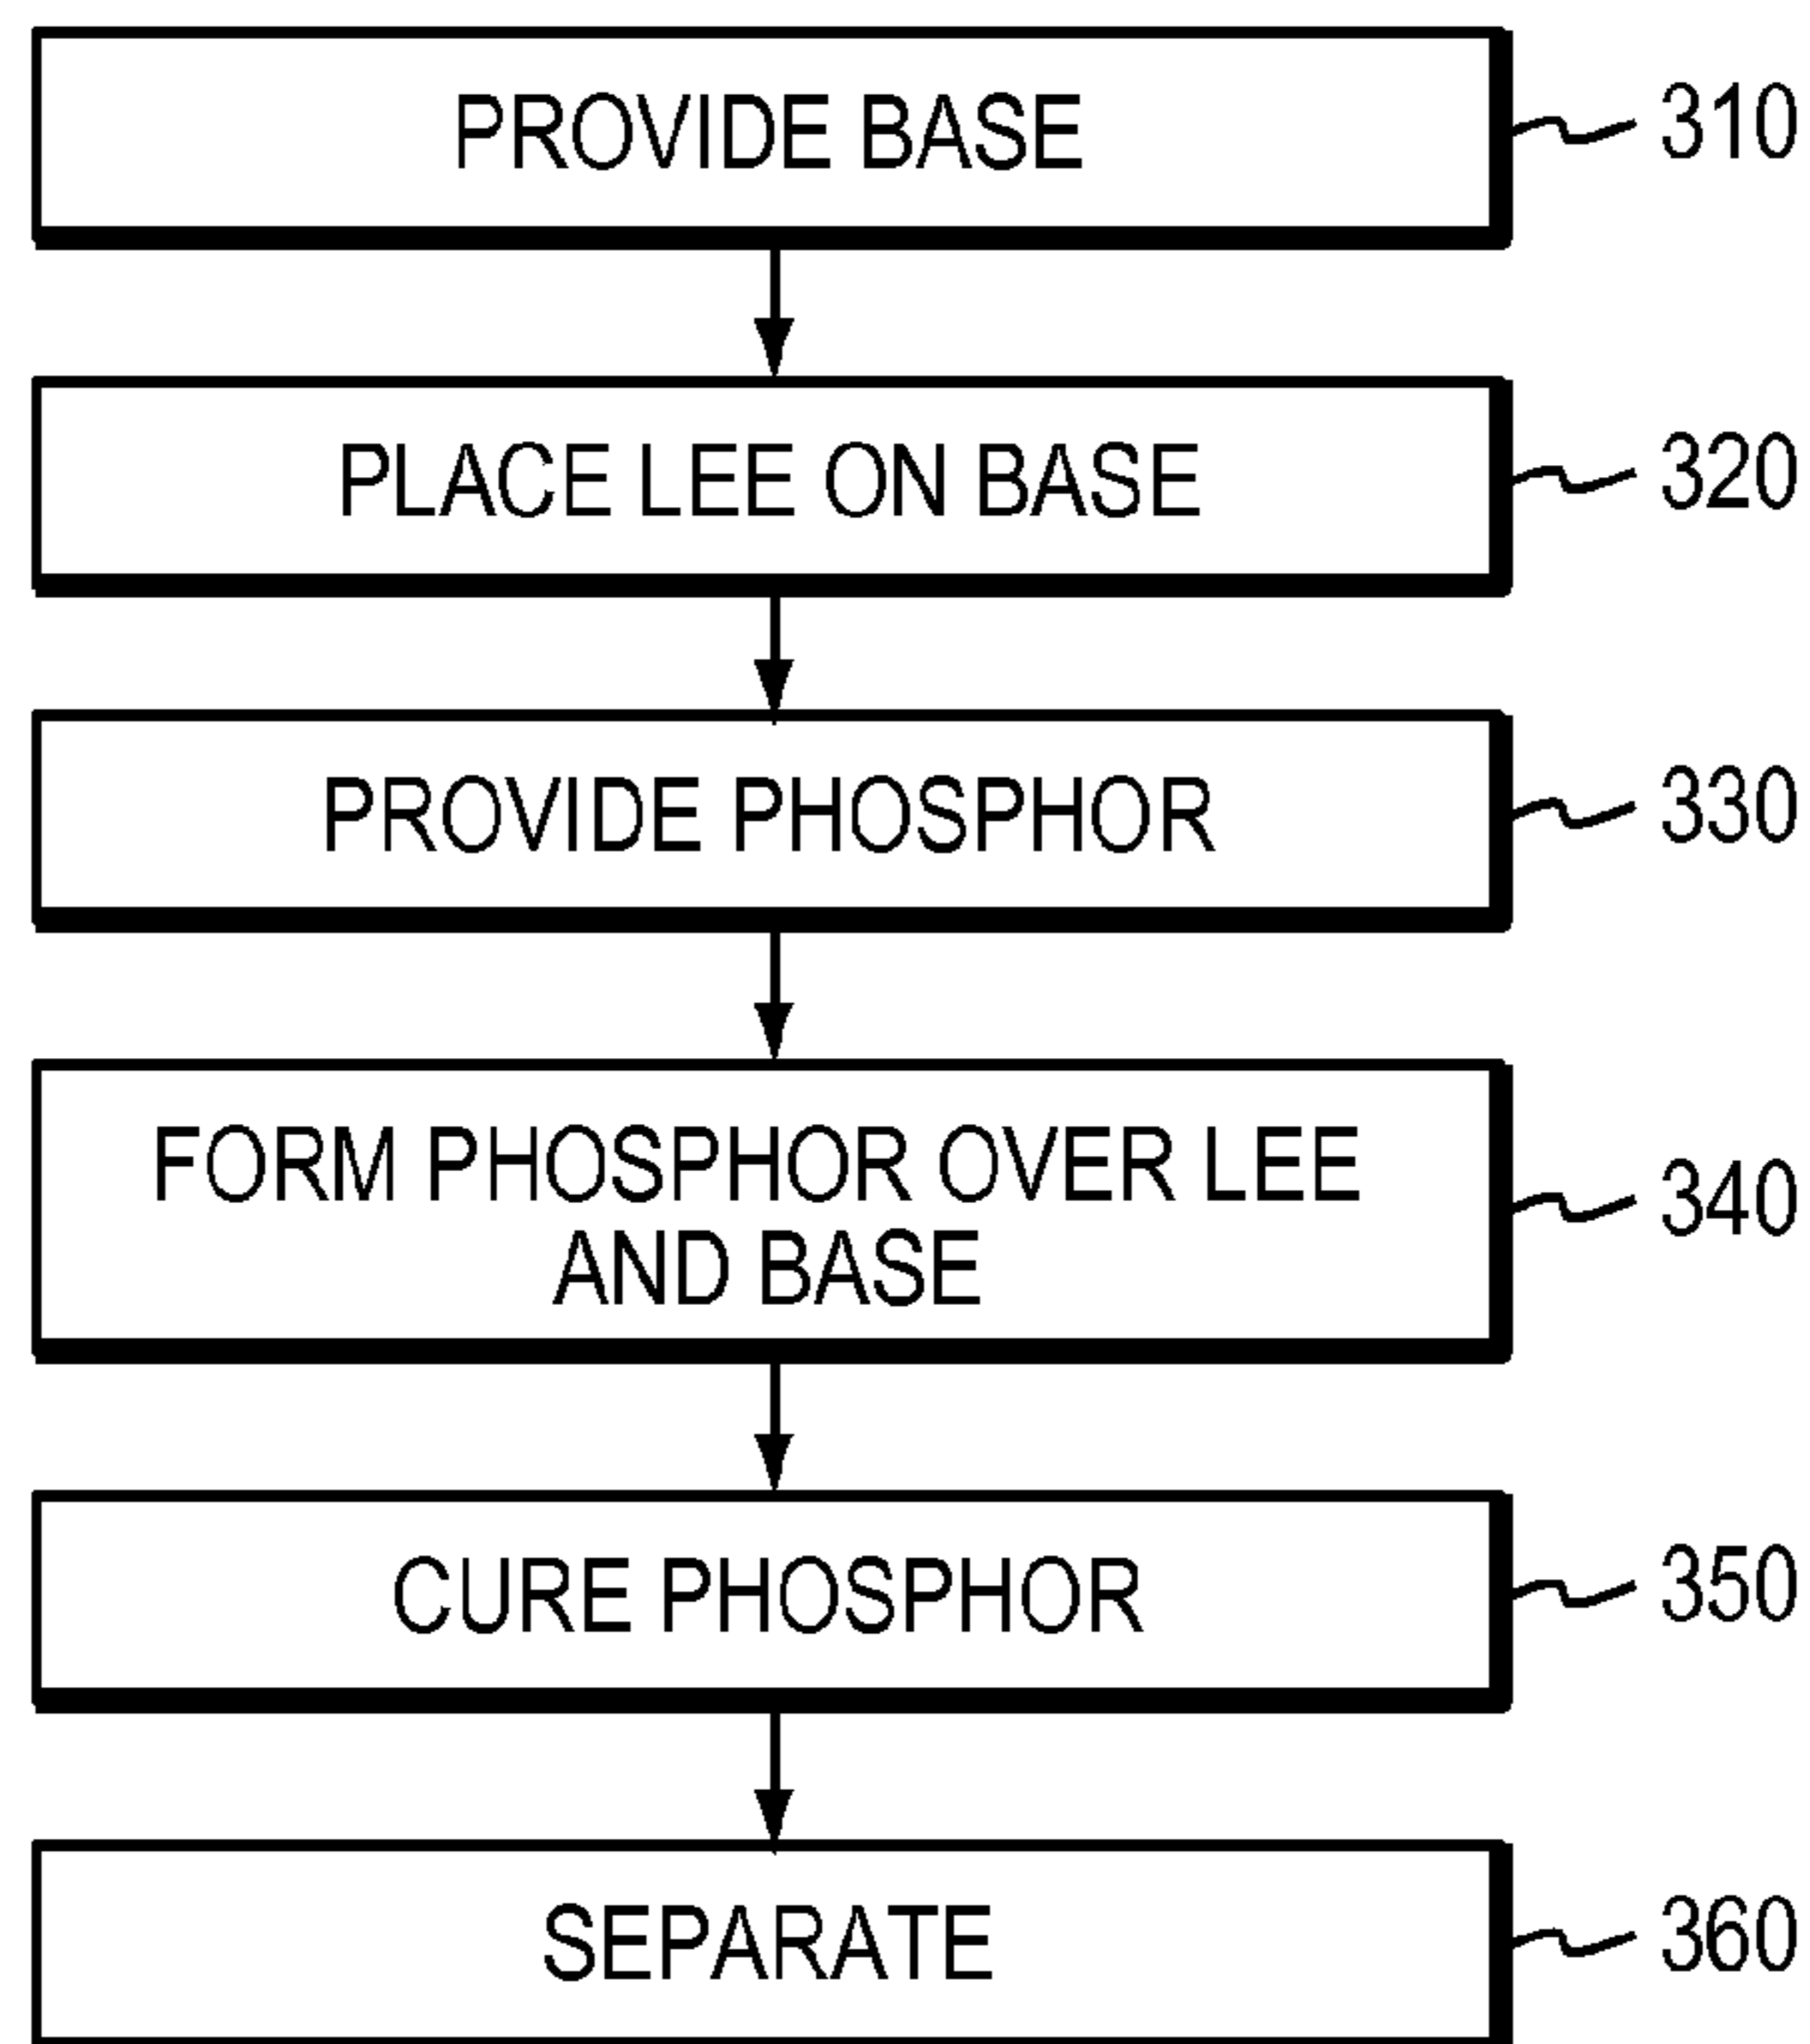 PROVIDE BASE
310
PLACE LEE ON BASE
320
PROVIDE PHOSPHOR
330
FORM PHOSPHOR OVER LEE
AND BASE
340
CURE PHOSPHOR
350
SEPARATE
360